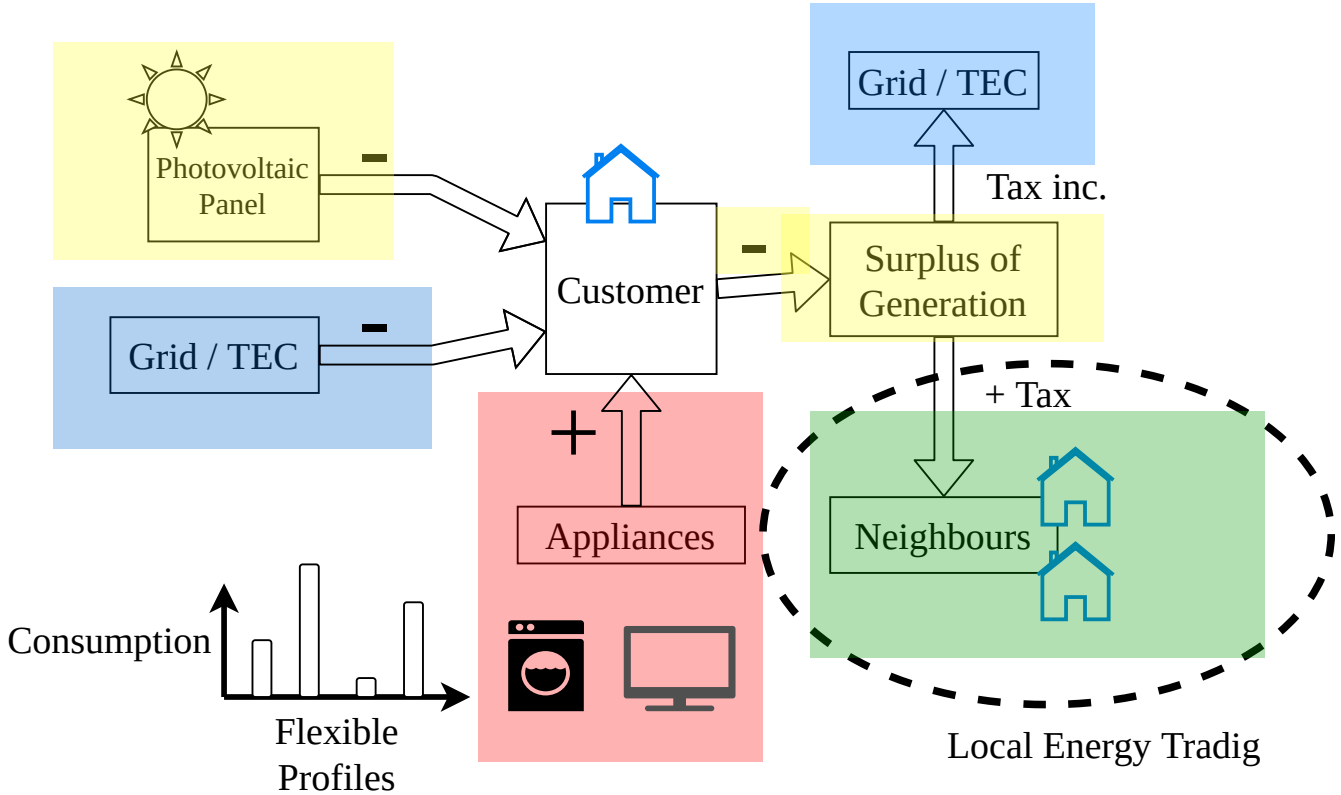 Grid / TEC
Photovoltaic
Panel
-
Tax inc.
Customer
-
Surplus of
Generation
Grid / TEC
-
+ Tax
+
Appliances
Neighbours
Consumption
Flexible
Profiles
Local Energy Tradig